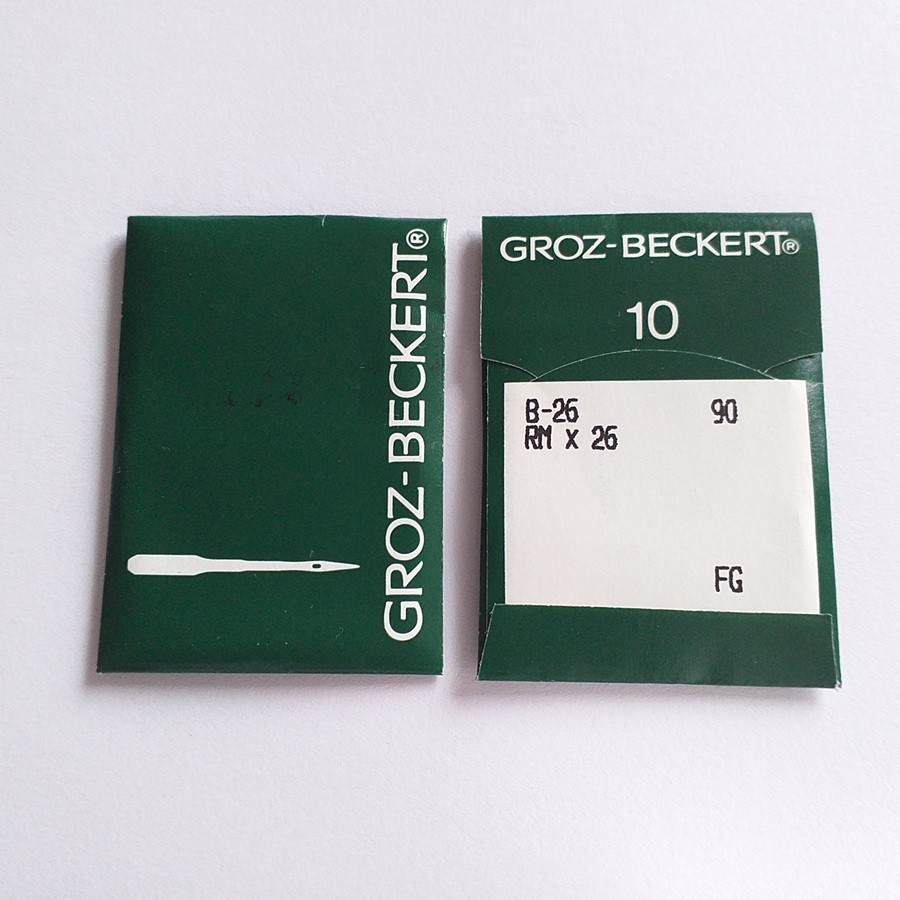 GROZ-BECKERT®
GROZ-BECKERT®
10
B-26 90
RM X 26
FG